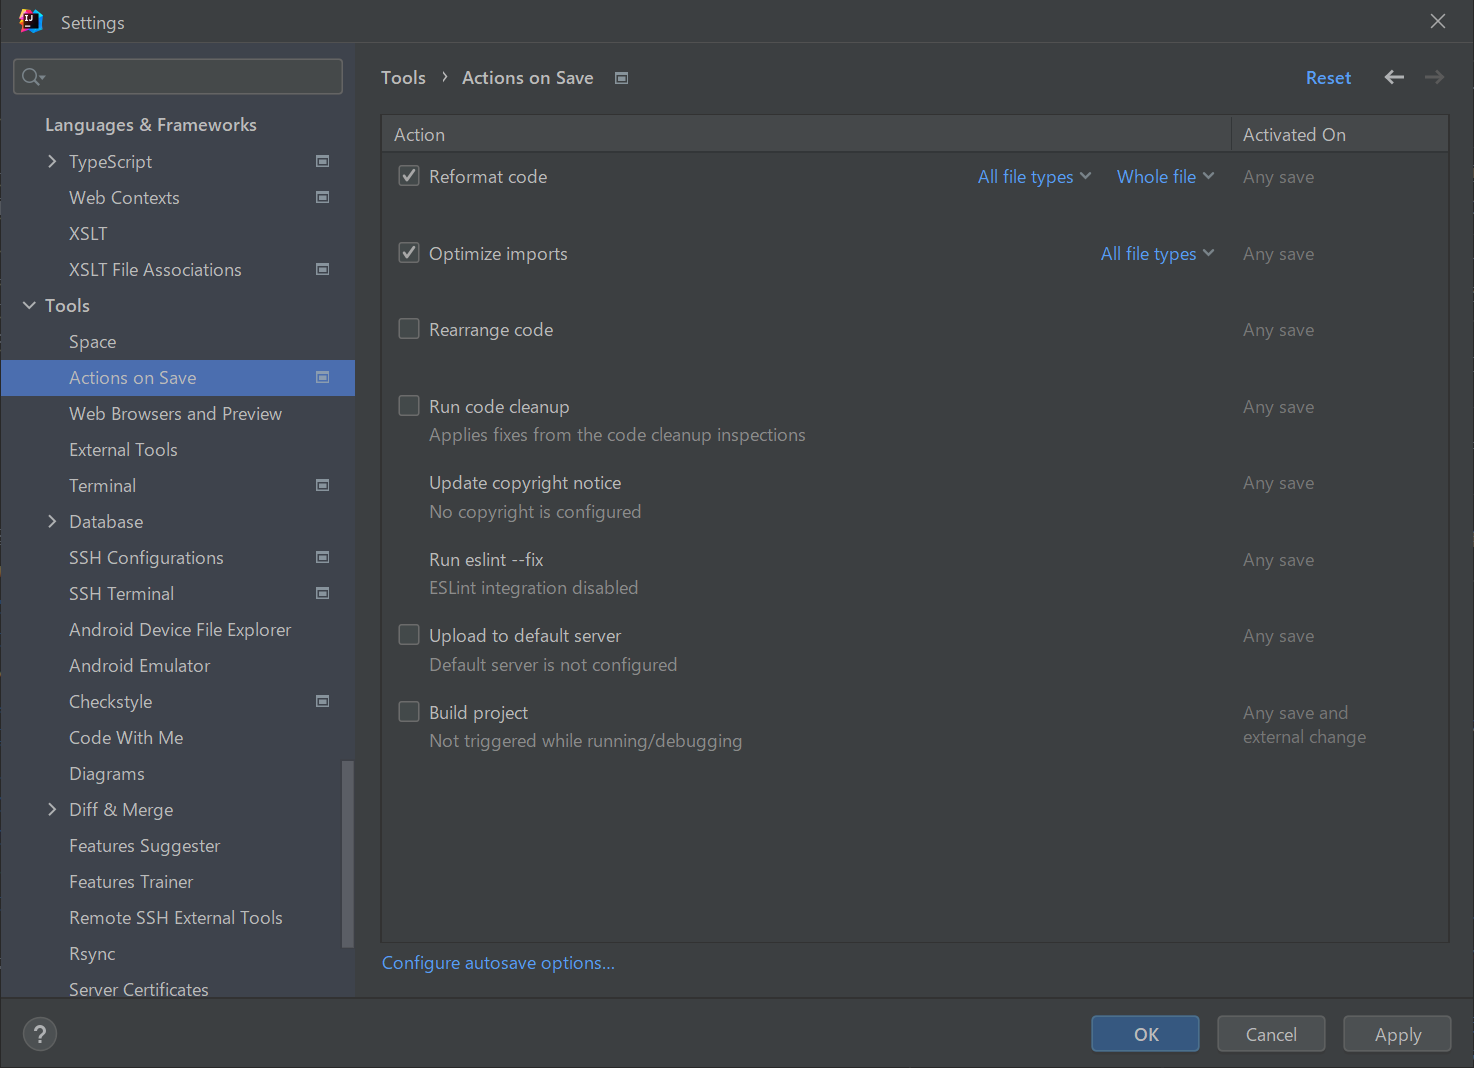 IJ
Settings
Languages & Frameworks
TypeScript
Web Contexts
XSLT
XSLT File Associations
Tools
Space
Actions on Save
Web Browsers and Preview
External Tools
Terminal
Database
SSH Configurations
SSH Terminal
Android Device File Explorer
Android Emulator
Checkstyle
Code With Me
Diagrams
Diff & Merge
Features Suggester
Features Trainer
Remote SSH External Tools
Rsync
Server Certificates
Tools › Actions on Save Reset
Action Activated On
Reformat code All file types Whole file Any save
Optimize imports All file types Any save
Rearrange code Any save
Run code cleanup Any save
Applies fixes from the code cleanup inspections
Update copyright notice Any save
No copyright is configured
Run eslint --fix Any save
ESLint integration disabled
Upload to default server Any save
Default server is not configured
Build project Any save and
Not triggered while running/debugging external change
Configure autosave options...
? OK Cancel Apply